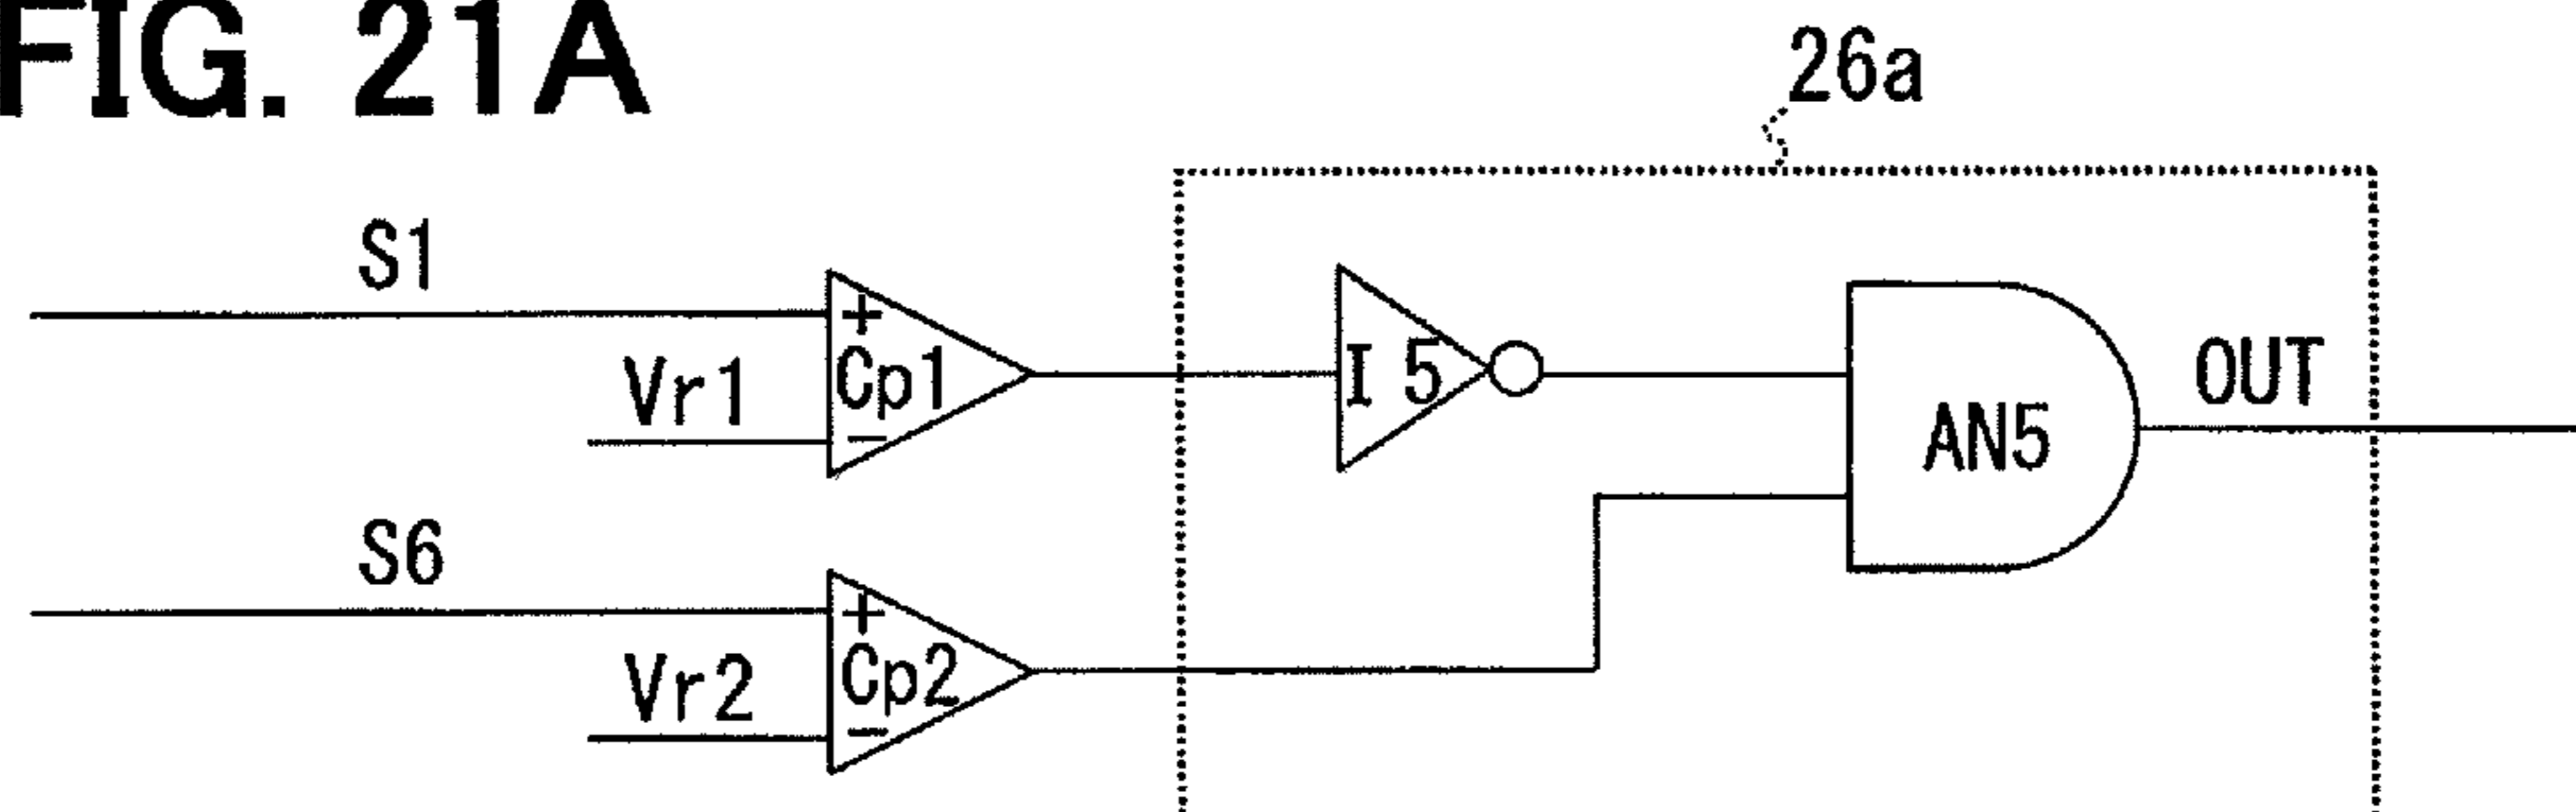 FIG. 21A
26a
S1
+
Cp1
−
Vr1
I 5
AN5
OUT
S6
+
Cp2
−
Vr2